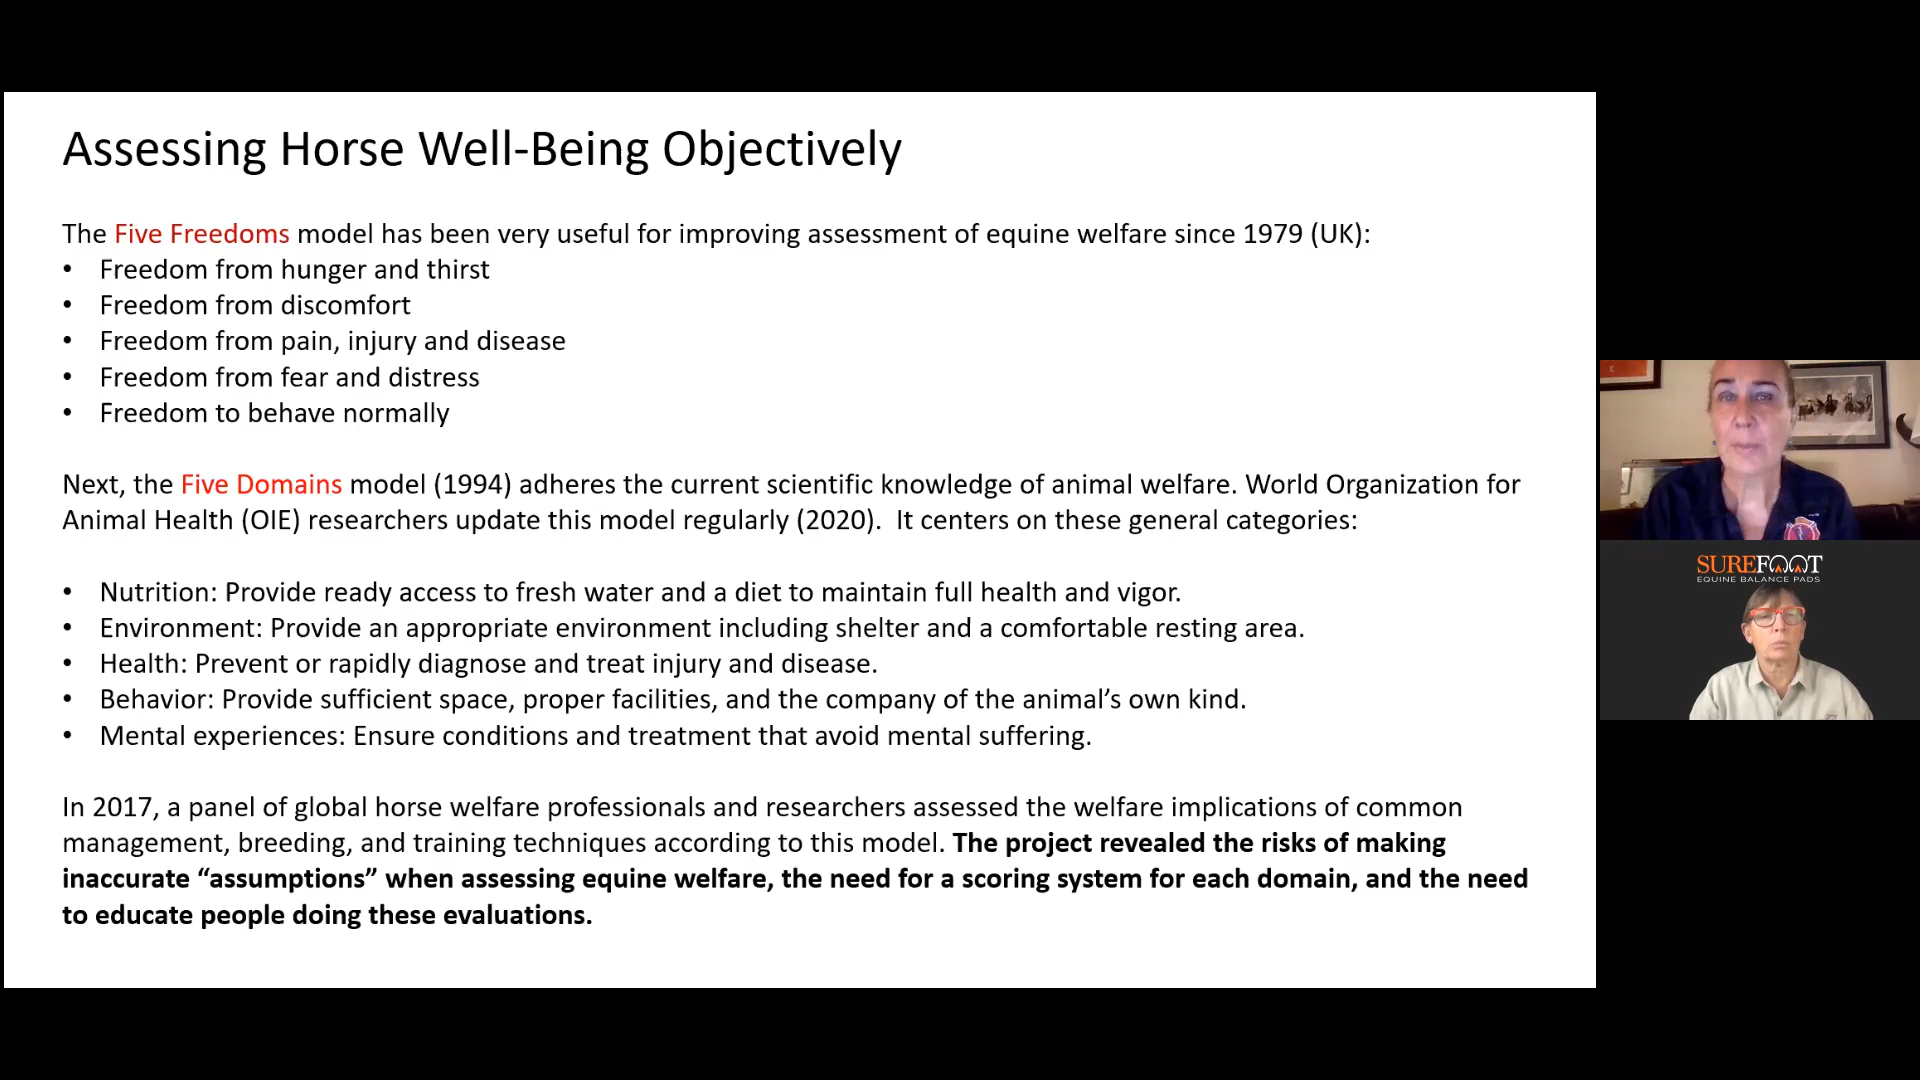 Assessing Horse Well-Being Objectively
The Five Freedoms model has been very useful for improving assessment of equine welfare since 1979 (UK):
• Freedom from hunger and thirst
• Freedom from discomfort
• Freedom from pain, injury and disease
• Freedom from fear and distress
• Freedom to behave normally
Next, the Five Domains model (1994) adheres the current scientific knowledge of animal welfare. World Organization for
Animal Health (OIE) researchers update this model regularly (2020).  It centers on these general categories:
• Nutrition: Provide ready access to fresh water and a diet to maintain full health and vigor.
• Environment: Provide an appropriate environment including shelter and a comfortable resting area.
• Health: Prevent or rapidly diagnose and treat injury and disease.
• Behavior: Provide sufficient space, proper facilities, and the company of the animal’s own kind.
• Mental experiences: Ensure conditions and treatment that avoid mental suffering.
In 2017, a panel of global horse welfare professionals and researchers assessed the welfare implications of common
management, breeding, and training techniques according to this model. The project revealed the risks of making
inaccurate “assumptions” when assessing equine welfare, the need for a scoring system for each domain, and the need
to educate people doing these evaluations.
SUREFOOT
EQUINE BALANCE PADS